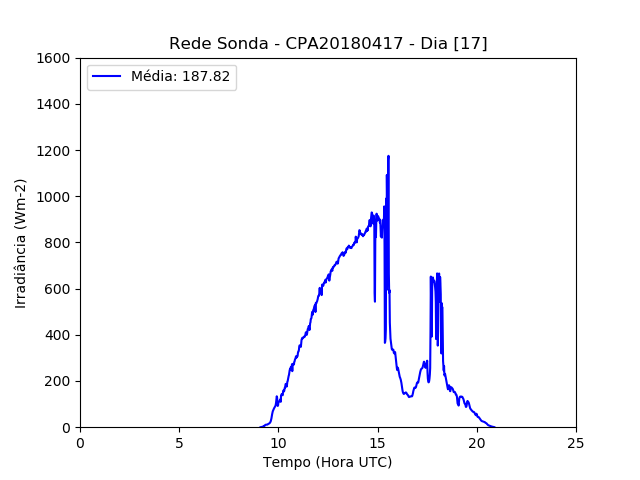 Rede Sonda - CPA20180417 - Dia [17]
Média: 187.82
Irradiância (Wm-2)
1600
1400
1200
1000
800
600
400
200
0
0 5 10 15 20 25
Tempo (Hora UTC)